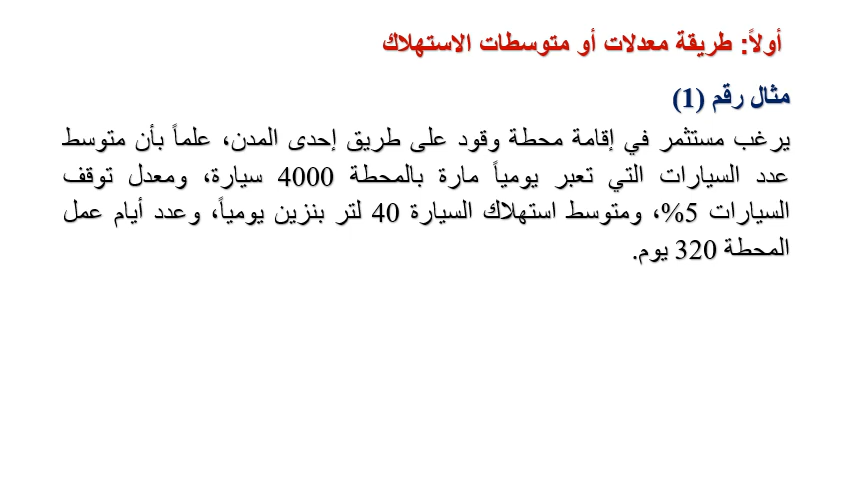 أولاً: طريقة معدلات أو متوسطات الاستهلاك
مثال رقم (1)
يرغب مستثمر في إقامة محطة وقود على طريق إحدى المدن، علماً بأن متوسط
عدد السيارات التي تعبر يومياً مارة بالمحطة 4000 سيارة، ومعدل توقف
السيارات 5%، ومتوسط استهلاك السيارة 40 لتر بنزين يومياً، وعدد أيام عمل
المحطة 320 يوم.